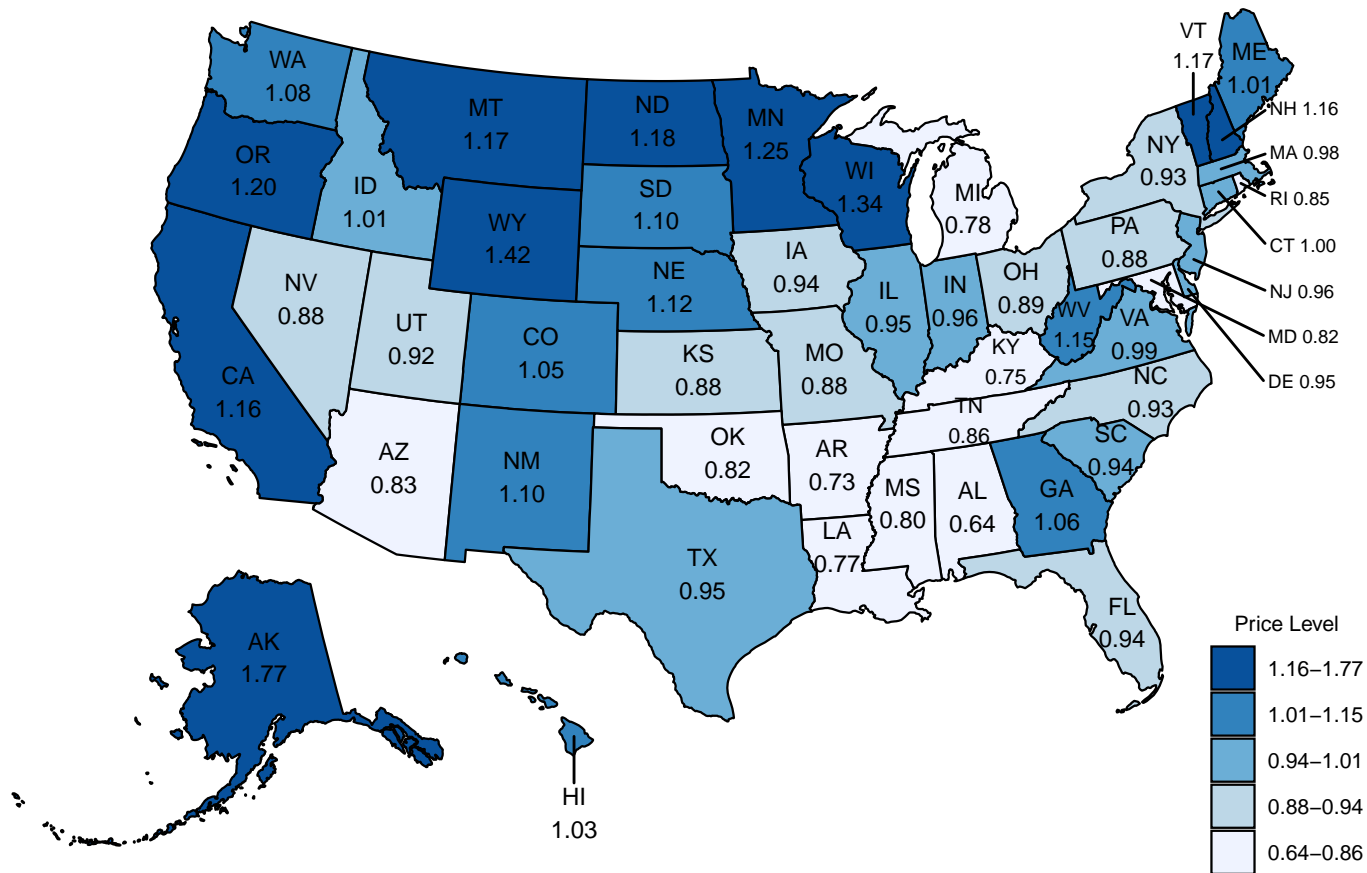 WA
1.08
OR
1.20
CA
1.16
ID
1.01
NV
0.88
UT
0.92
AZ
0.83
MT
1.17
WY
1.42
CO
1.05
NM
1.10
ND
1.18
SD
1.10
NE
1.12
KS
0.88
OK
0.82
TX
0.95
MN
1.25
IA
0.94
MO
0.88
AR
0.73
LA
0.77
WI
1.34
IL
0.95
MS
0.80
MI
0.78
IN
0.96
KY
0.75
TN
0.86
AL
0.64
OH
0.89
WV
1.15
GA
1.06
FL
0.94
SC
0.94
NC
0.93
VA
0.99
PA
0.88
NY
0.93
VT
1.17
ME
1.01
NH 1.16
MA 0.98
RI 0.85
CT 1.00
NJ 0.96
MD 0.82
DE 0.95
AK
1.77
HI
1.03
Price Level
1.16–1.77
1.01–1.15
0.94–1.01
0.88–0.94
0.64–0.86